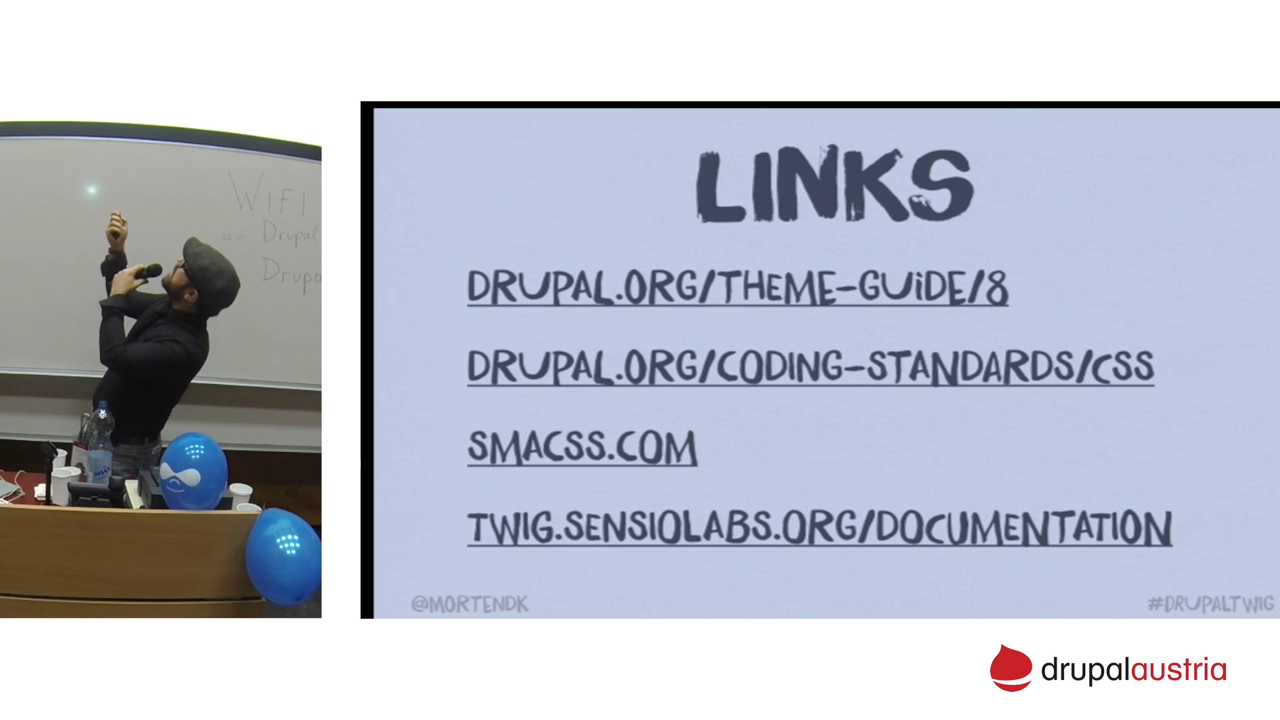 WIFI
Drupal
LINKS
DRUPAL.ORG/THEME-GUiDE/8
DRUPAL.ORG/CODING-STANDARDS/CSS
SMACSS.COM
TWIG.SENSIOLABS.ORG/DOCUMENTATION
@MORTENDK
#DRUPALTWIG
drupalaustria